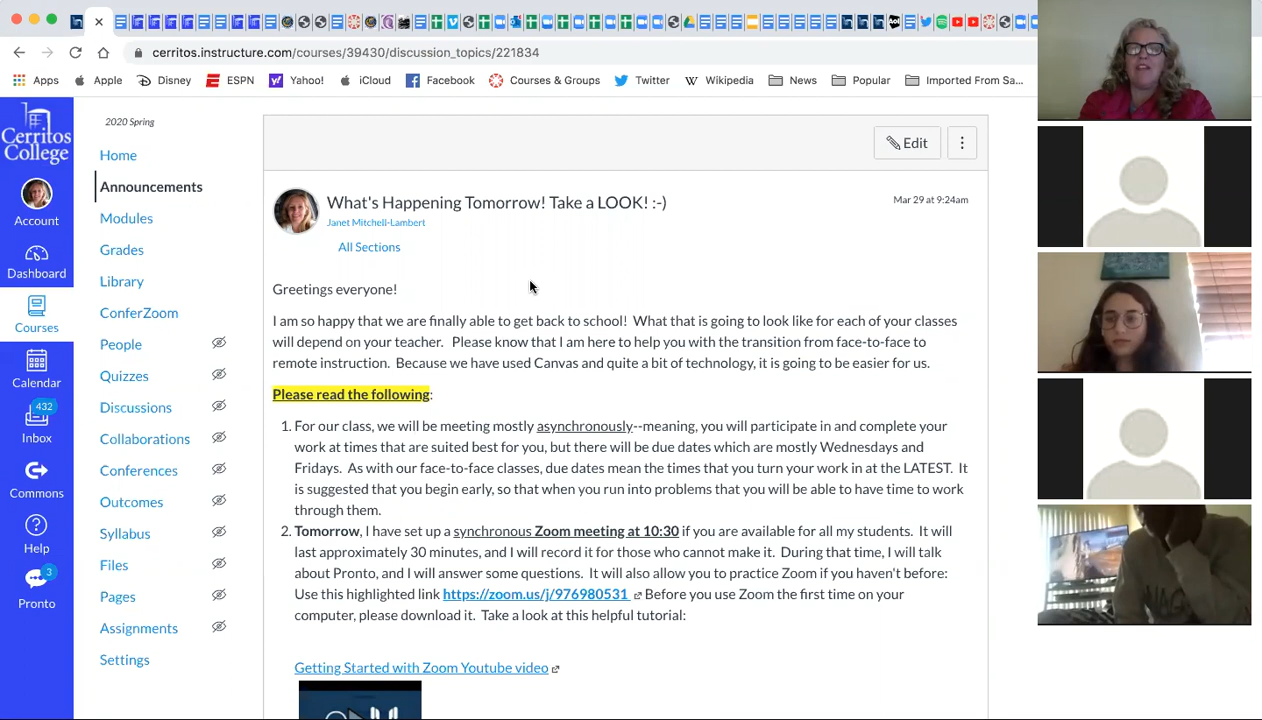 cerritos.instructure.com/courses/39430/discussion_topics/221834
Apps Apple Disney ESPN Yahoo! iCloud Facebook Courses & Groups Twitter Wikipedia News Popular Imported From Sa...
Cerritos College
Account
Dashboard
Courses
Calendar
432
Inbox
Commons
Help
3
Pronto
2020 Spring
Home
Announcements
Modules
Grades
Library
ConferZoom
People
Quizzes
Discussions
Collaborations
Conferences
Outcomes
Syllabus
Files
Pages
Assignments
Settings
Edit
What's Happening Tomorrow! Take a LOOK! :-)
Mar 29 at 9:24am
Janet Mitchell-Lambert
All Sections
Greetings everyone!
I am so happy that we are finally able to get back to school! What that is going to look like for each of your classes
will depend on your teacher. Please know that I am here to help you with the transition from face-to-face to
remote instruction. Because we have used Canvas and quite a bit of technology, it is going to be easier for us.
Please read the following:
1. For our class, we will be meeting mostly asynchronously--meaning, you will participate in and complete your
work at times that are suited best for you, but there will be due dates which are mostly Wednesdays and
Fridays. As with our face-to-face classes, due dates mean the times that you turn your work in at the LATEST. It
is suggested that you begin early, so that when you run into problems that you will be able to have time to work
through them.
2. Tomorrow, I have set up a synchronous Zoom meeting at 10:30 if you are available for all my students. It will
last approximately 30 minutes, and I will record it for those who cannot make it. During that time, I will talk
about Pronto, and I will answer some questions. It will also allow you to practice Zoom if you haven't before:
Use this highlighted link https://zoom.us/j/976980531 Before you use Zoom the first time on your
computer, please download it. Take a look at this helpful tutorial:
Getting Started with Zoom Youtube video